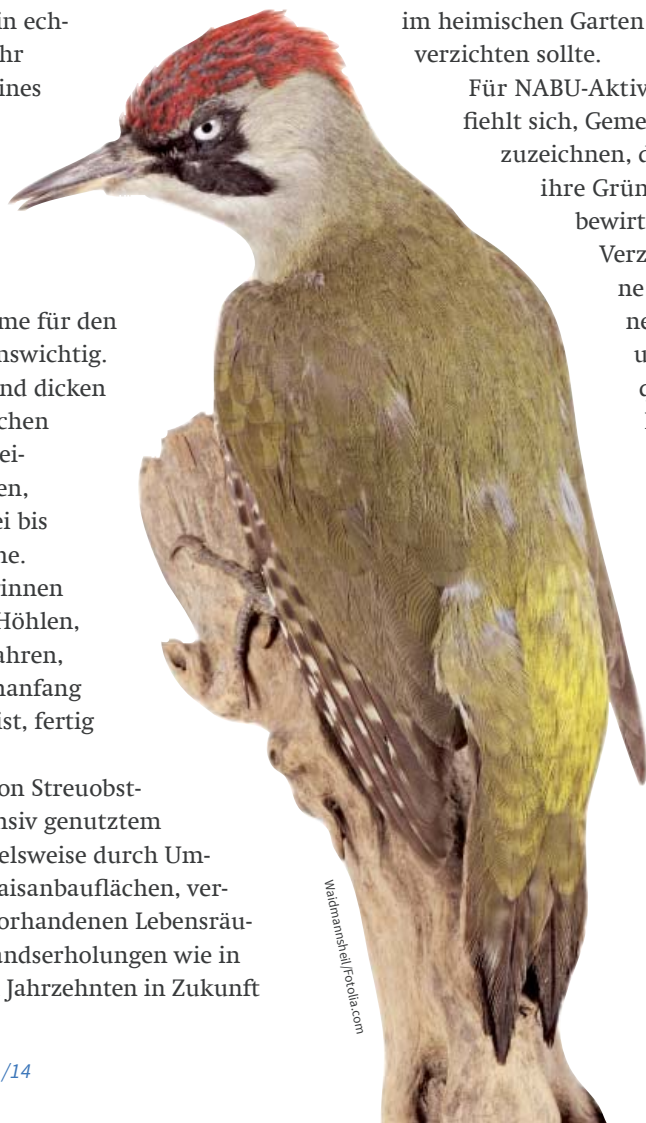 in ech-
hr
ines
me für den
nswichtig.
nd dicken
chen
ei-
en,
ei bis
he.
rinnen
Höhlen,
ahren,
nanfang
ist, fertig
on Streuobst-
nsiv genutztem
elsweise durch Um-
aisanbauflächen, ver-
orhandenen Lebensräu-
andserholungen wie in
Jahrzehnten in Zukunft
/14
im heimischen Garten
verzichten sollte.
Für NABU-Aktiv
fiehlt sich, Geme
zuzeichnen, d
ihre Grün
bewirt
Verz
ne
ne
u
Waidmannsheil/Fotolia.com